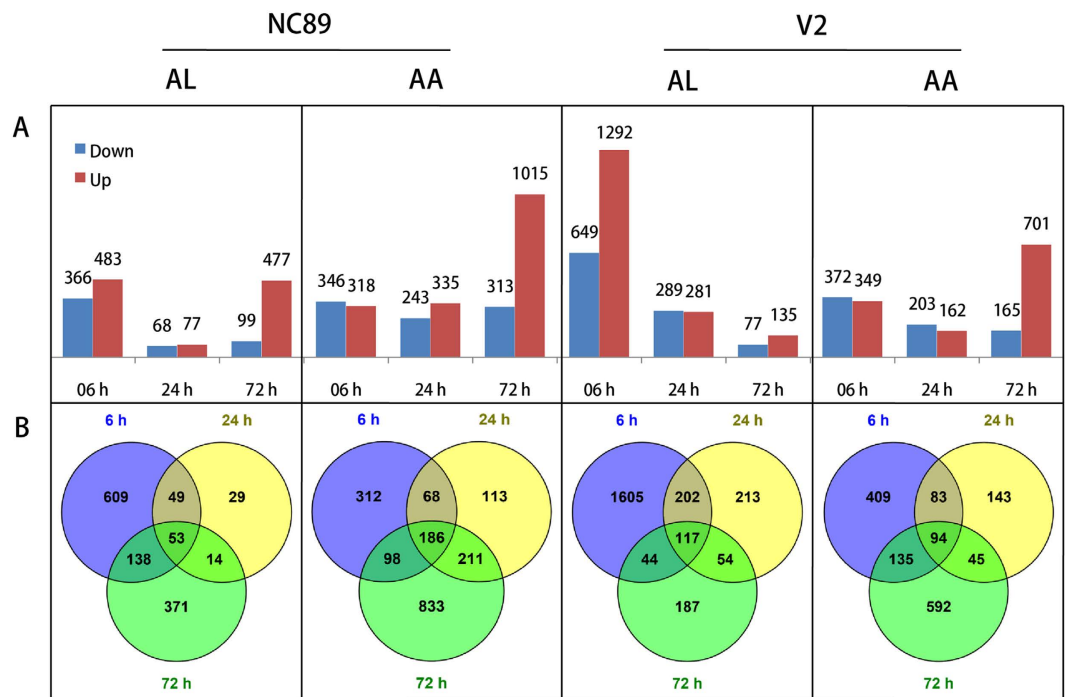 NC89 V2
AL AA AL AA
A
Down
Up
366 483 68 77 99 477
346 318 243 335 313 1015
649 1292 289 281 77 135
372 349 203 162 165 701
06 h 24 h 72 h 06 h 24 h 72 h 06 h 24 h 72 h 06 h 24 h 72 h
B
6 h 24 h 6 h 24 h 6 h 24 h 6 h 24 h
609 49 29 312 68 113 1605 202 213 409 83 143
53 186 117 94
138 14 98 211 44 54 135 45
371 833 187 592
72 h 72 h 72 h 72 h